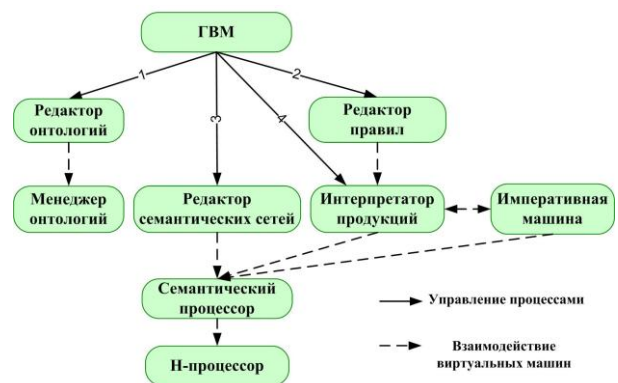 ГВМ
1
2
3
4
Редактор
онтологий
Редактор
правил
Менеджер
онтологий
Редактор
семантических сетей
Интерпретатор
продукций
Императивная
машина
Семантический
процессор
Н-процессор
Управление процессами
Взаимодействие
виртуальных машин